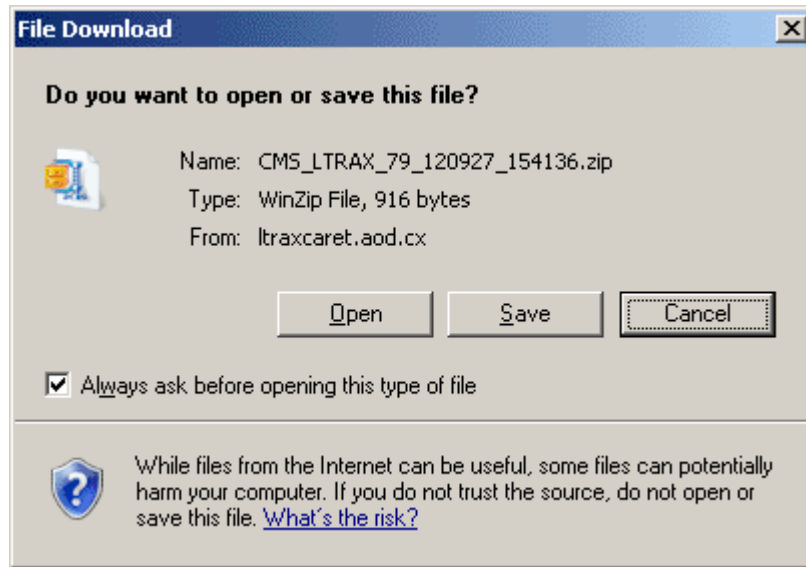 File Download
Do you want to open or save this file?
Name: CMS_LTRAX_79_120927_154136.zip
Type: WinZip File, 916 bytes
From: ltraxcaret.aod.cx
Open Save Cancel
Always ask before opening this type of file
While files from the Internet can be useful, some files can potentially
harm your computer. If you do not trust the source, do not open or
save this file. What's the risk?